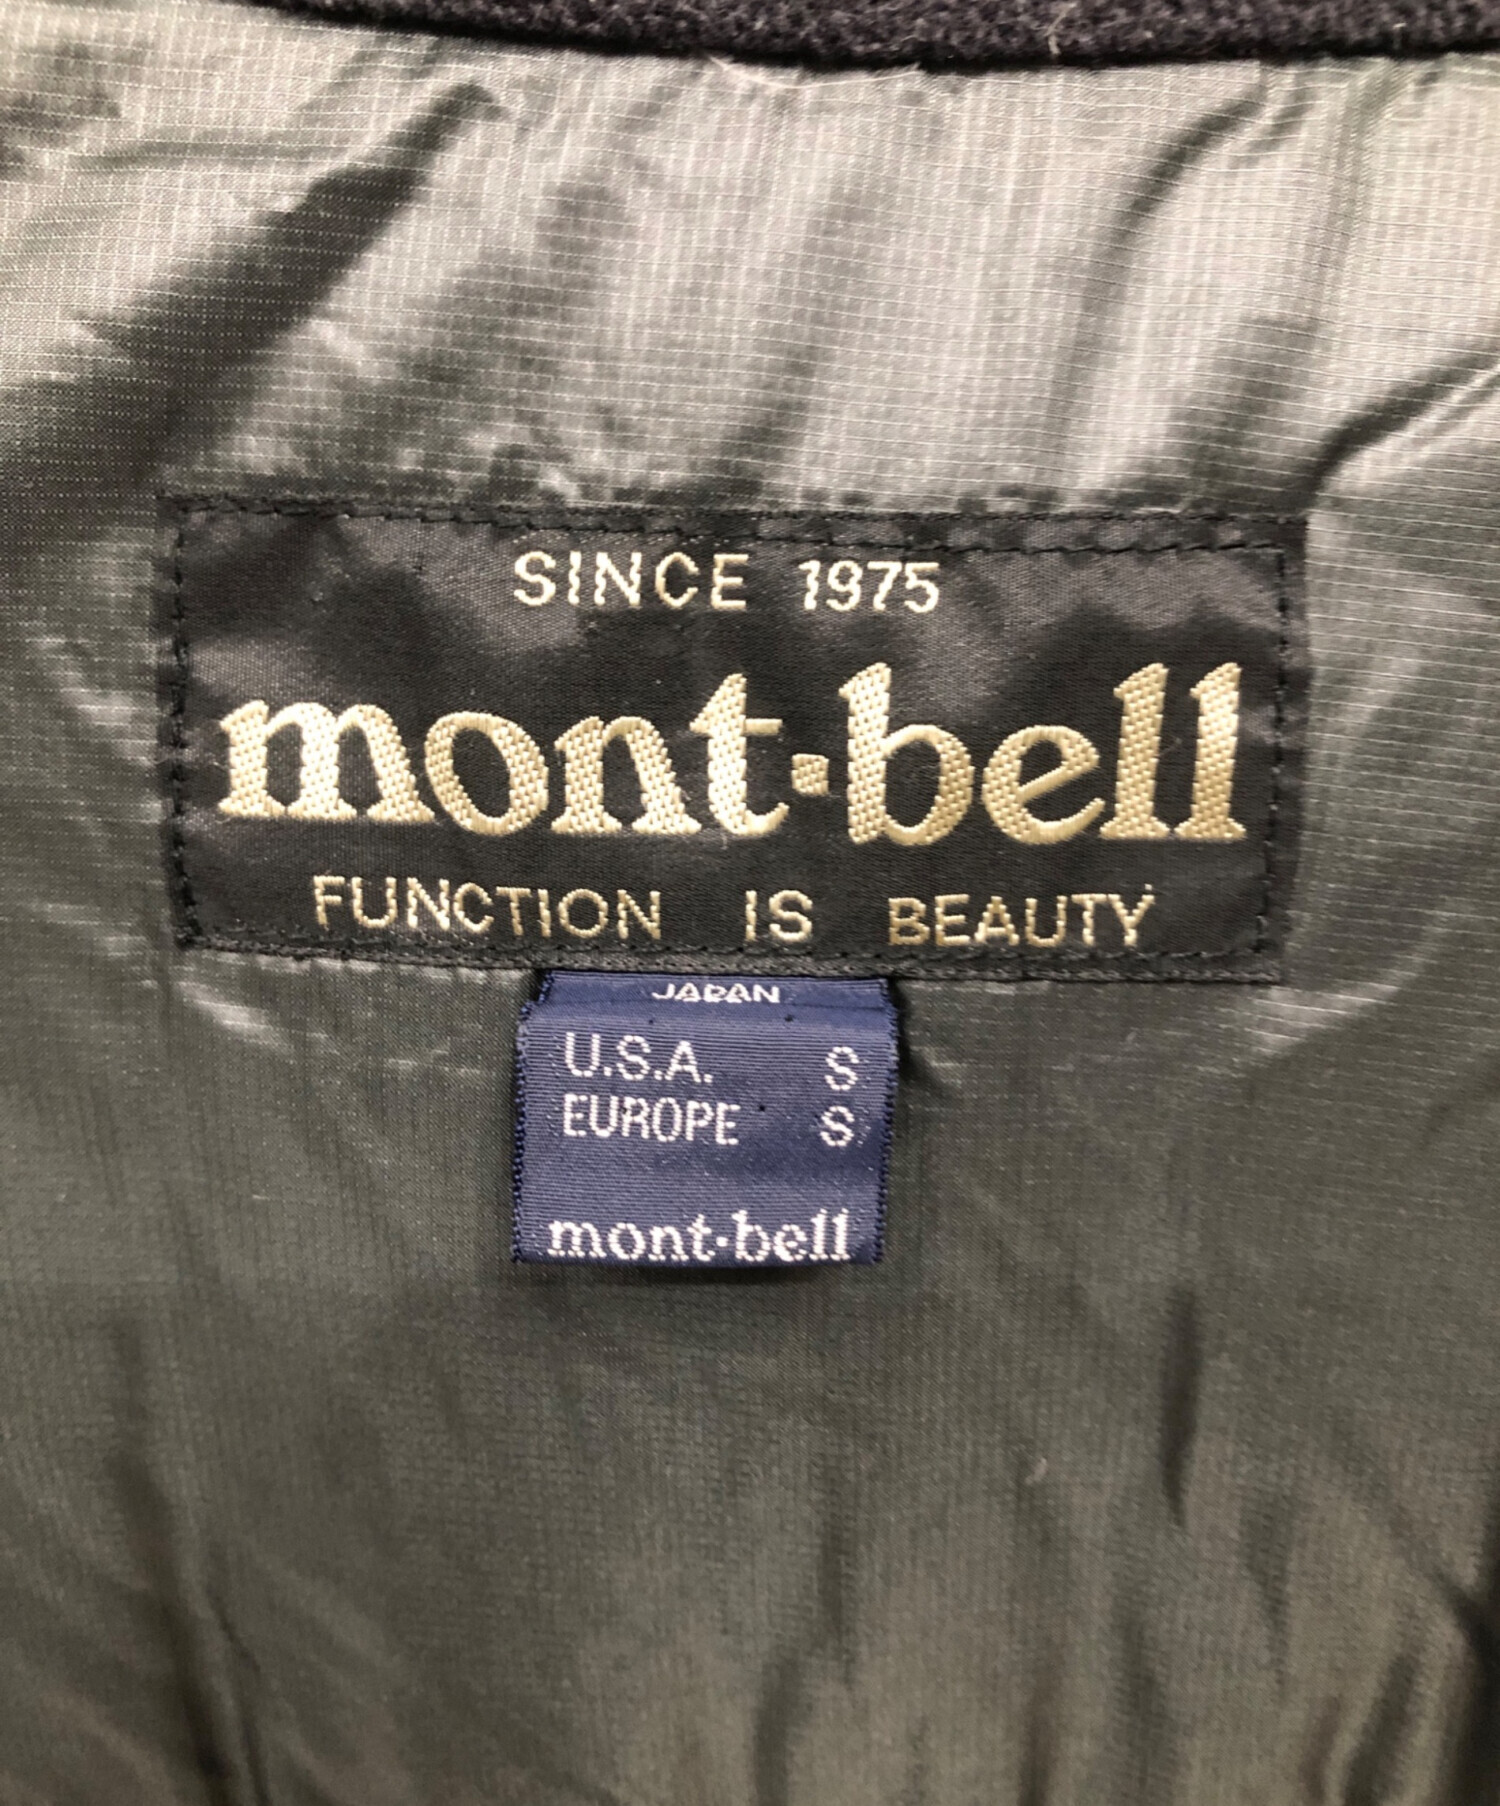 SINCE 1975
mont·bell
FUNCTION IS BEAUTY
JAPAN
U.S.A. S
EUROPE S
mont·bell